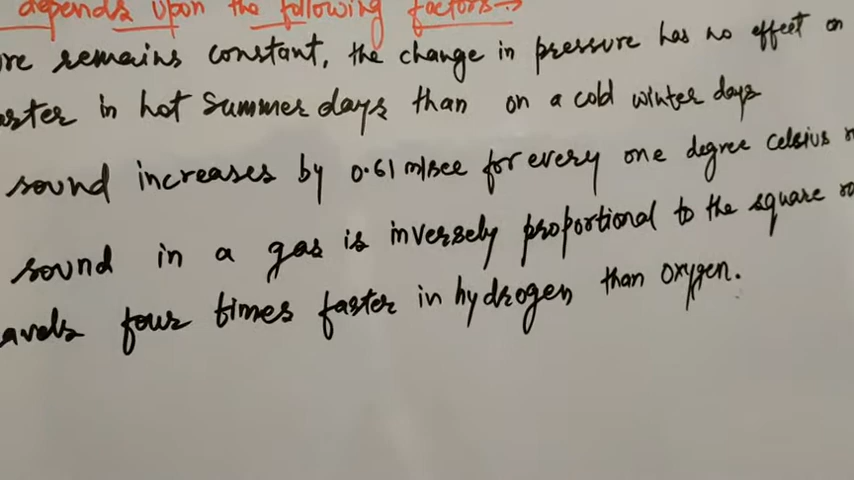 depends upon the following factors→
re remains constant, the change in pressure has no effect on
aster in hot summer days than on a cold winter days
sound increases by 0.61 m/sec for every one degree celsius
sound in a gas is inversely proportional to the square ro
avels four times faster in hydrogen than oxygen.